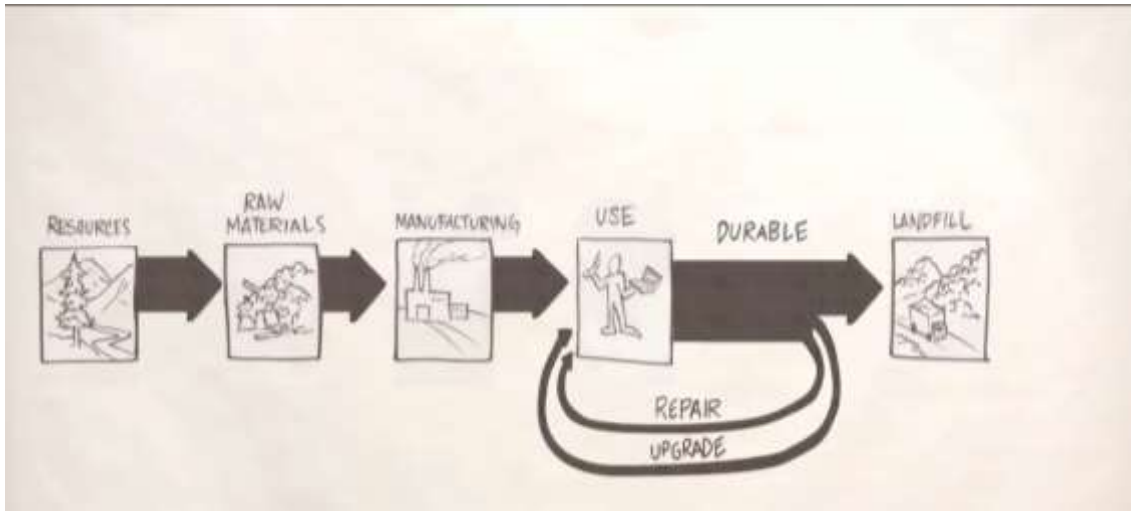 RESOURCES
RAW
MATERIALS
MANUFACTURING
USE
DURABLE
LANDFILL
REPAIR
UPGRADE